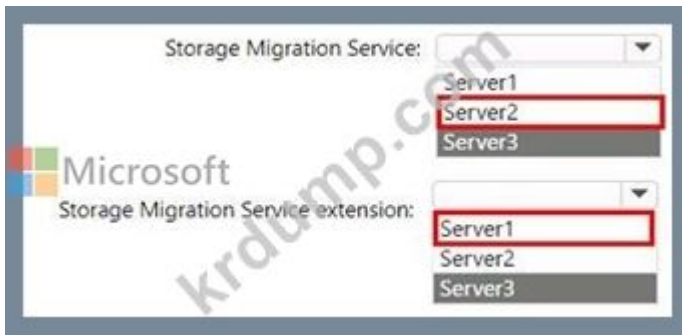 Storage Migration Service:
Server1
Server2
Server3
Microsoft
Storage Migration Service extension:
Server1
Server2
Server3
krdump.com